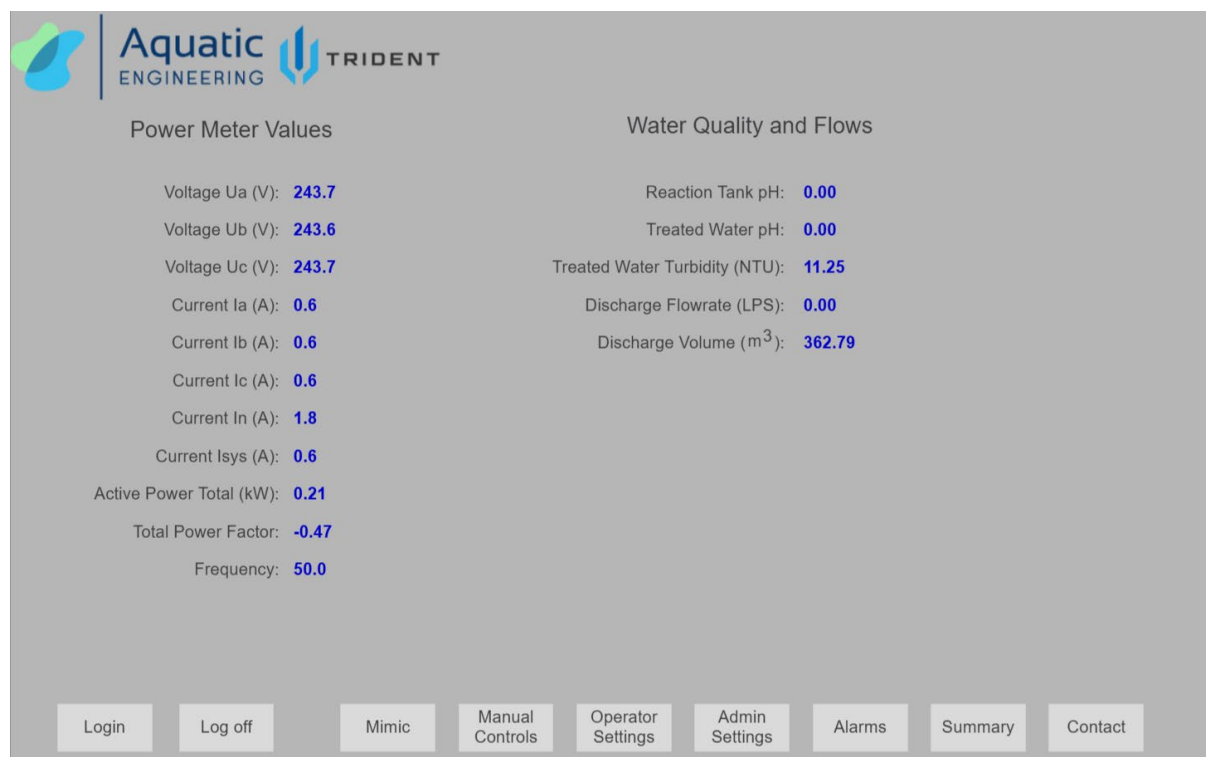 Aquatic
ENGINEERING
TRIDENT
Power Meter Values
Voltage Ua (V): 243.7
Voltage Ub (V): 243.6
Voltage Uc (V): 243.7
Current Ia (A): 0.6
Current Ib (A): 0.6
Current Ic (A): 0.6
Current In (A): 1.8
Current Isys (A): 0.6
Active Power Total (kW): 0.21
Total Power Factor: -0.47
Frequency: 50.0
Water Quality and Flows
Reaction Tank pH: 0.00
Treated Water pH: 0.00
Treated Water Turbidity (NTU): 11.25
Discharge Flowrate (LPS): 0.00
Discharge Volume (m³): 362.79
Login
Log off
Mimic
Manual
Controls
Operator
Settings
Admin
Settings
Alarms
Summary
Contact